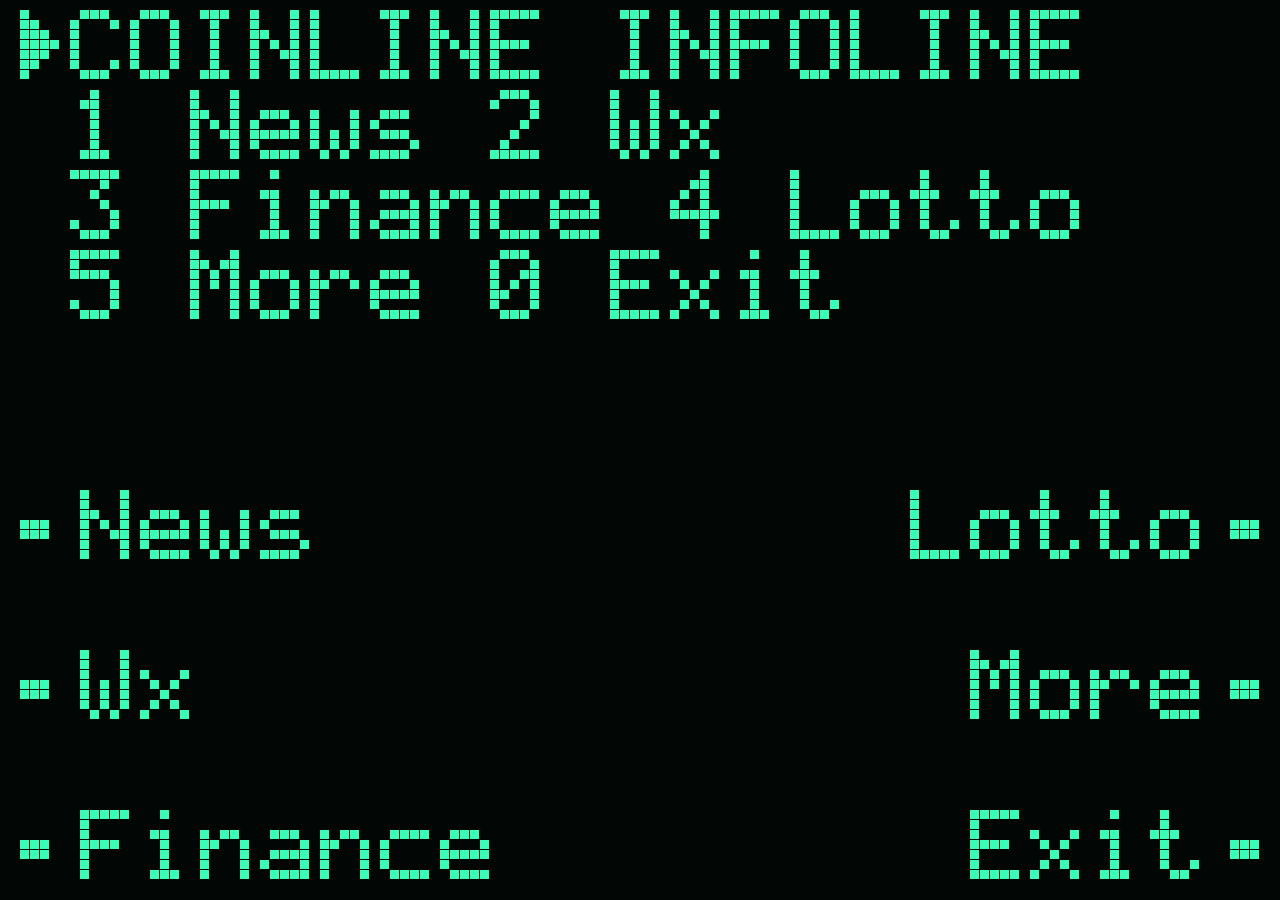 COINLINE INFOLINE
1 News 2 Wx
3 Finance 4 Lotto
5 More 0 Exit
News Lotto
Wx More
Finance Exit